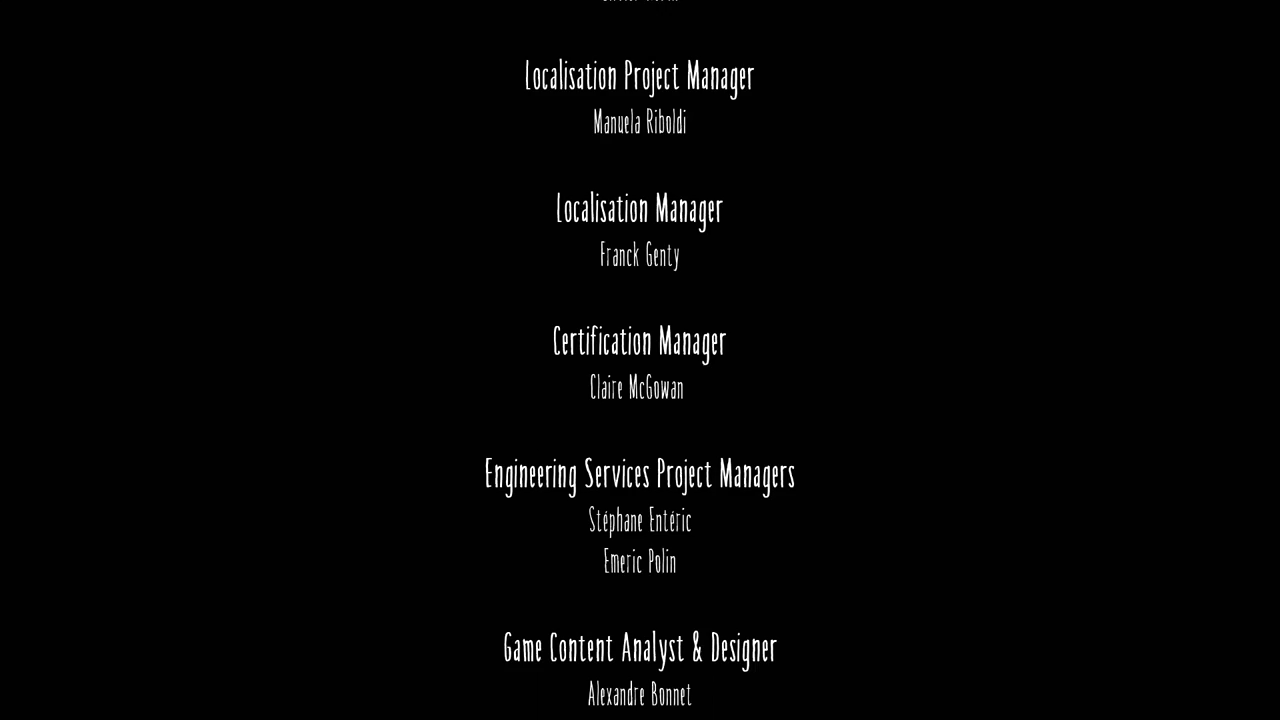 Localisation Project Manager
Manuela Riboldi
Localisation Manager
Franck Genty
Certification Manager
Claire McGowan
Engineering Services Project Managers
Stéphane Entéric
Emeric Polin
Game Content Analyst & Designer
Alexandre Bonnet